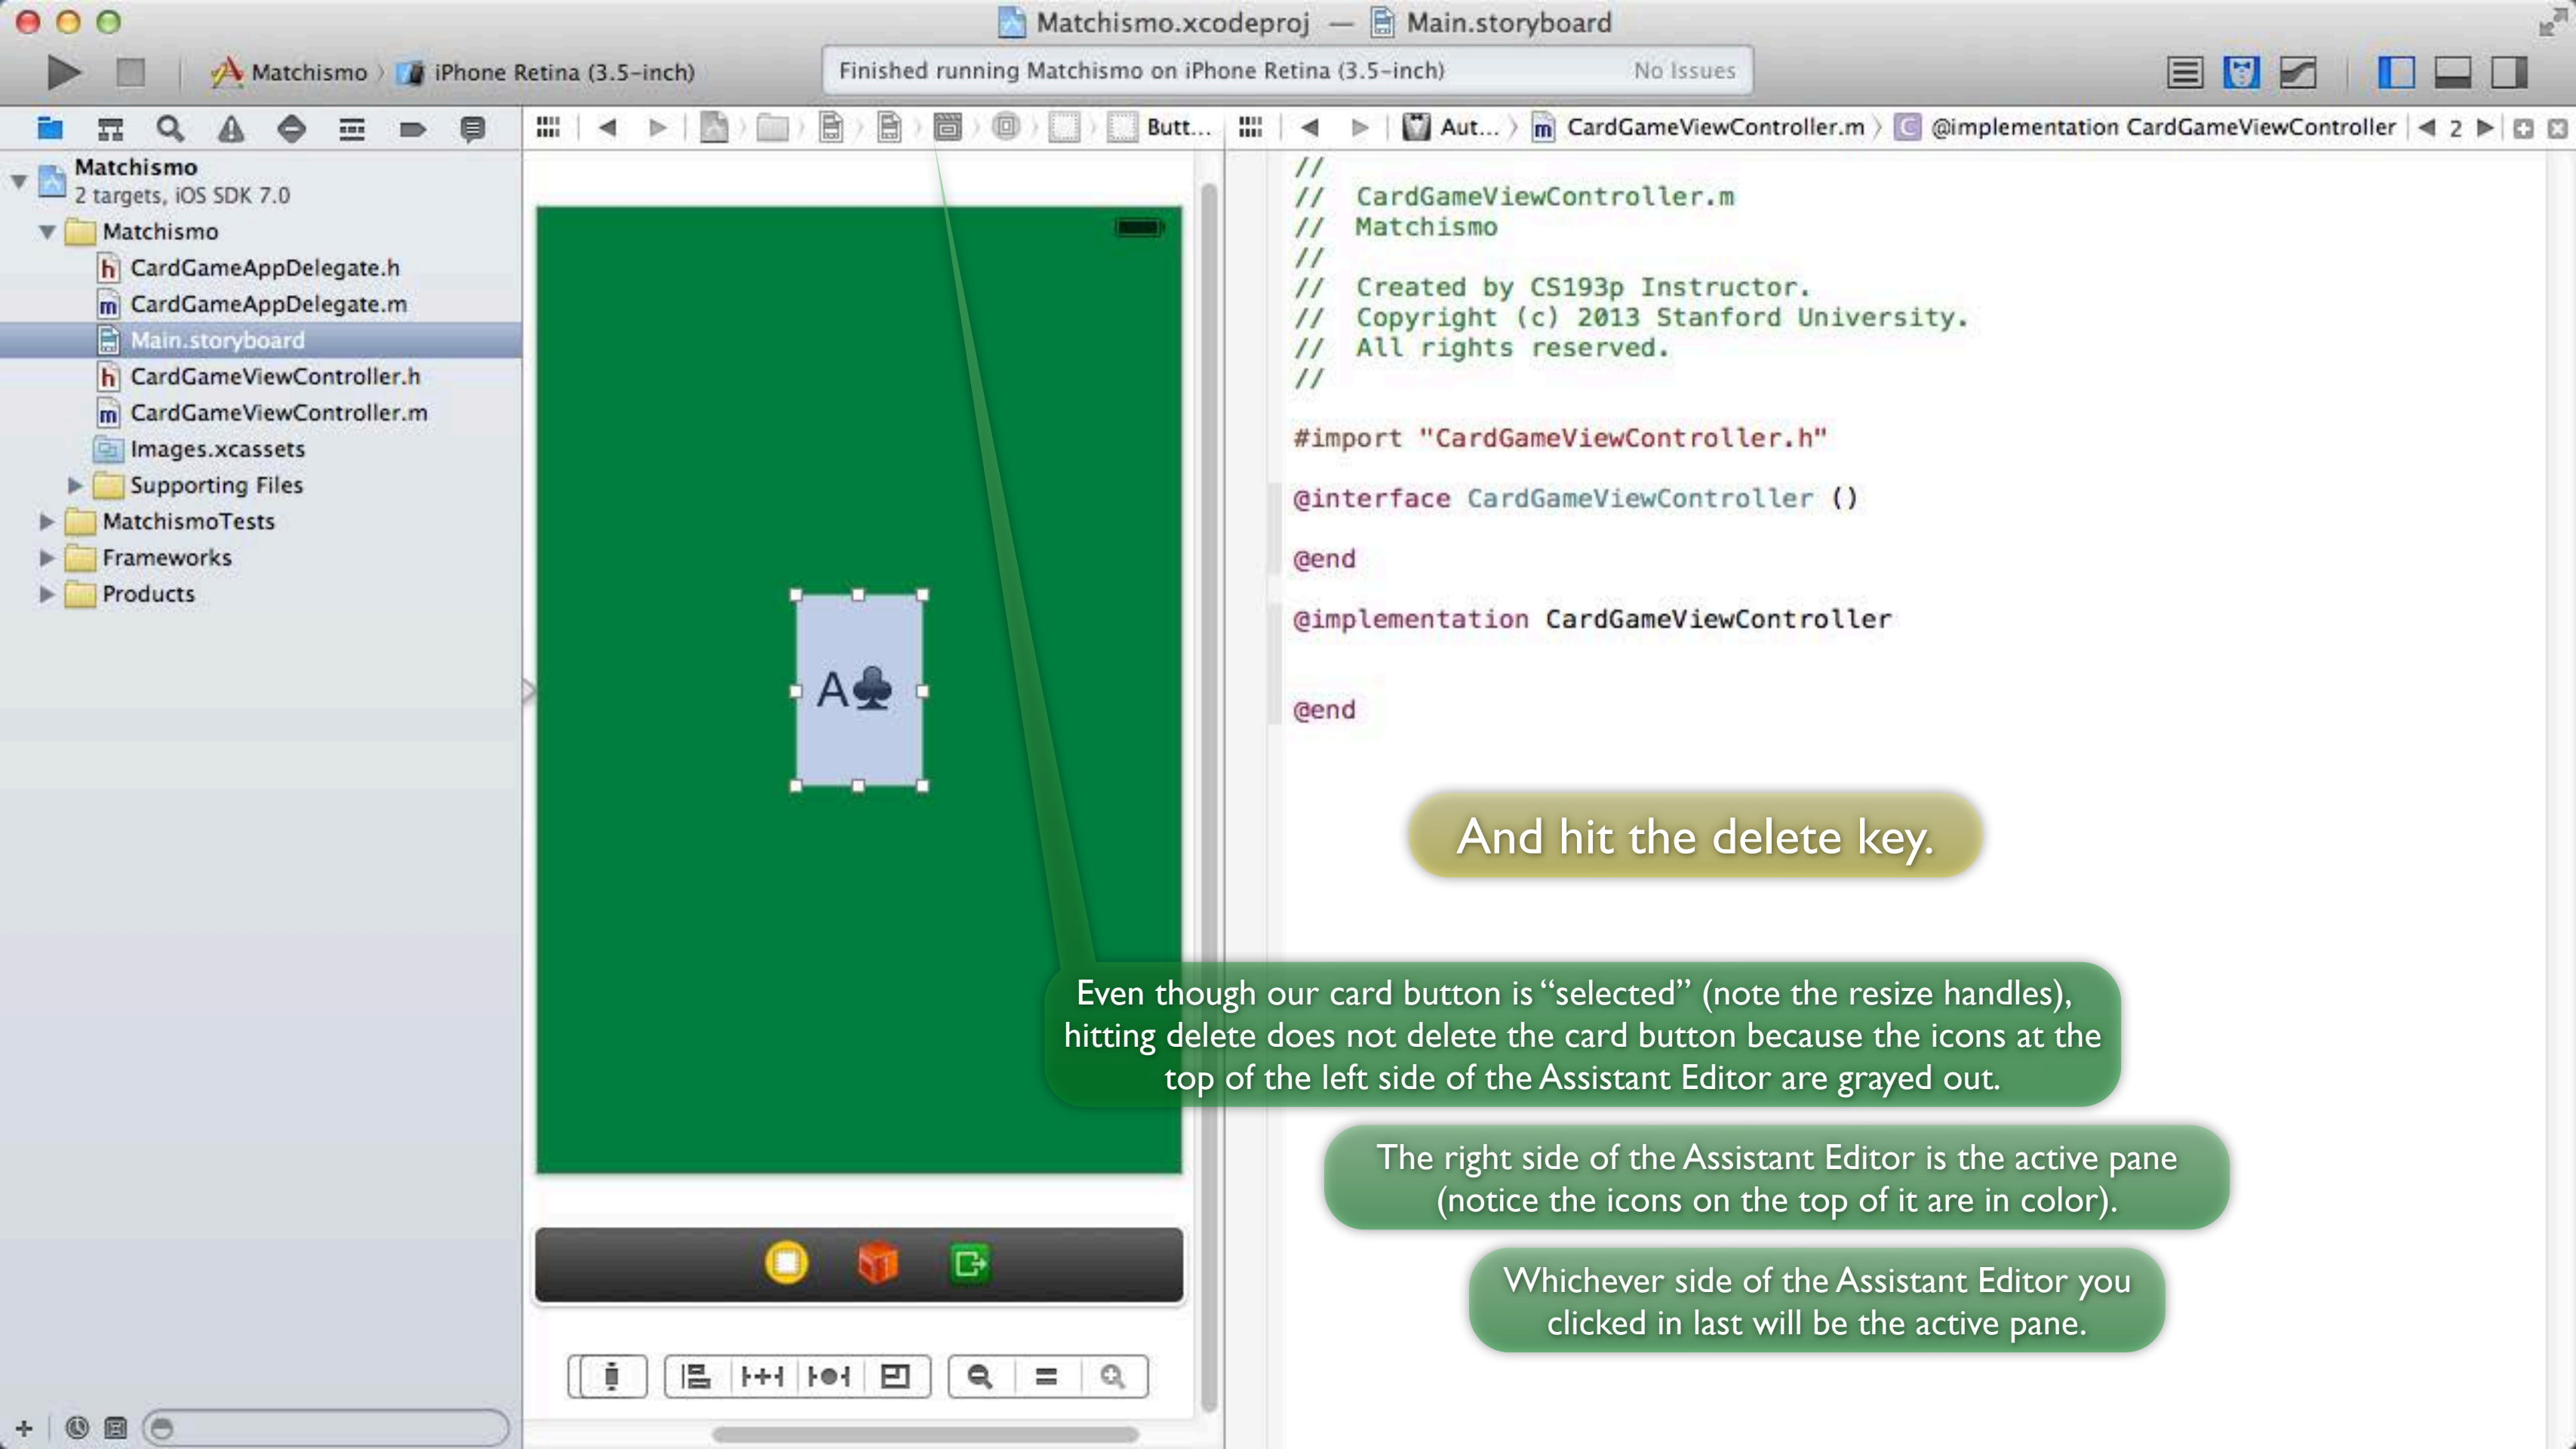 Matchismo.xcodeproj — Main.storyboard
Matchismo
iPhone Retina (3.5-inch)
Finished running Matchismo on iPhone Retina (3.5-inch)
No Issues
Butt...
Aut...
CardGameViewController.m
@implementation CardGameViewController
2
Matchismo
2 targets, iOS SDK 7.0
Matchismo
CardGameAppDelegate.h
CardGameAppDelegate.m
Main.storyboard
CardGameViewController.h
CardGameViewController.m
Images.xcassets
Supporting Files
MatchismoTests
Frameworks
Products
A♣
//
//  CardGameViewController.m
//  Matchismo
//
//  Created by CS193p Instructor.
//  Copyright (c) 2013 Stanford University.
//  All rights reserved.
//
#import "CardGameViewController.h"
@interface CardGameViewController ()
@end
@implementation CardGameViewController
@end
And hit the delete key.
Even though our card button is “selected” (note the resize handles),
hitting delete does not delete the card button because the icons at the
top of the left side of the Assistant Editor are grayed out.
The right side of the Assistant Editor is the active pane
(notice the icons on the top of it are in color).
Whichever side of the Assistant Editor you
clicked in last will be the active pane.